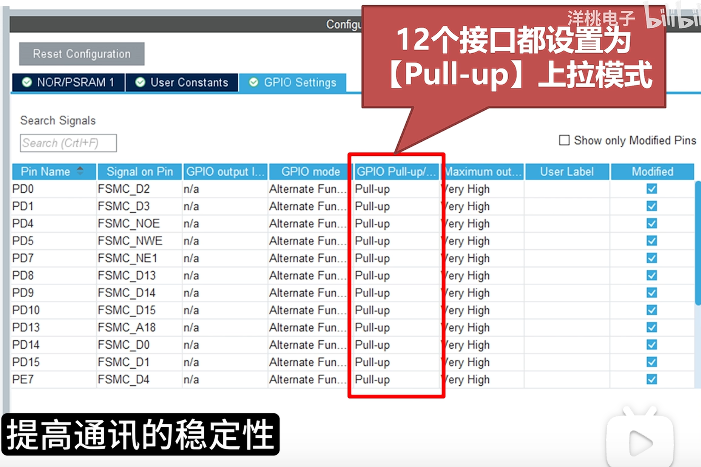 Configu
洋桃电子 bilibil
12个接口都设置为
【Pull-up】上拉模式
Reset Configuration
NOR/PSRAM 1 User Constants GPIO Settings
Search Signals
Search (Crtl+F)
Show only Modified Pins
Pin Name Signal on Pin GPIO output l... GPIO mode GPIO Pull-up/... Maximum out... User Label Modified
PD0 FSMC_D2 n/a Alternate Fun... Pull-up Very High
PD1 FSMC_D3 n/a Alternate Fun... Pull-up Very High
PD4 FSMC_NOE n/a Alternate Fun... Pull-up Very High
PD5 FSMC_NWE n/a Alternate Fun... Pull-up Very High
PD7 FSMC_NE1 n/a Alternate Fun... Pull-up Very High
PD8 FSMC_D13 n/a Alternate Fun... Pull-up Very High
PD9 FSMC_D14 n/a Alternate Fun... Pull-up Very High
PD10 FSMC_D15 n/a Alternate Fun... Pull-up Very High
PD13 FSMC_A18 n/a Alternate Fun... Pull-up Very High
PD14 FSMC_D0 n/a Alternate Fun... Pull-up Very High
PD15 FSMC_D1 n/a Alternate Fun... Pull-up Very High
PE7 FSMC_D4 n/a Alternate Fun... Pull-up Very High
提高通讯的稳定性